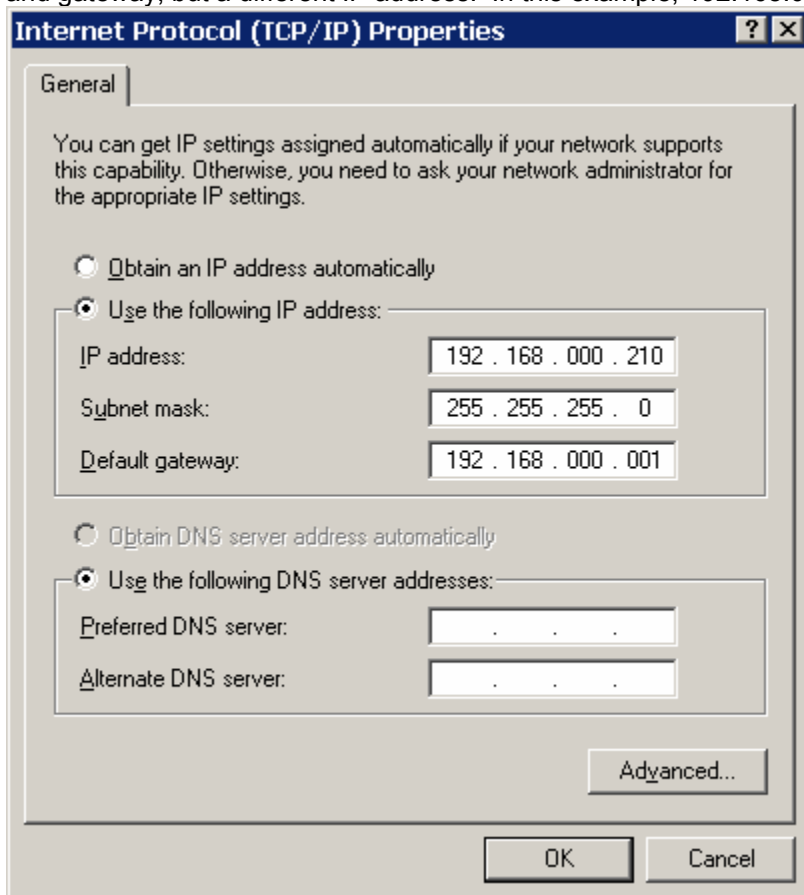 Internet Protocol (TCP/IP) Properties
General
You can get IP settings assigned automatically if your network supports
this capability. Otherwise, you need to ask your network administrator for
the appropriate IP settings.
Obtain an IP address automatically
Use the following IP address:
IP address: 192 . 168 . 000 . 210
Subnet mask: 255 . 255 . 255 . 0
Default gateway: 192 . 168 . 000 . 001
Obtain DNS server address automatically
Use the following DNS server addresses:
Preferred DNS server: . . .
Alternate DNS server: . . .
Advanced...
OK Cancel